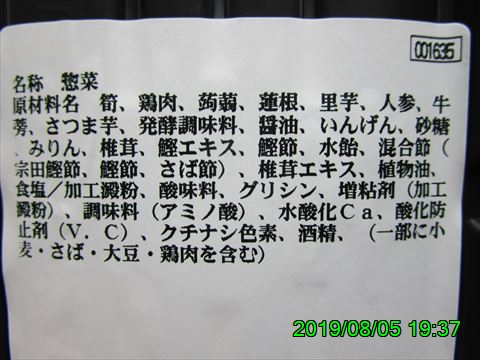 001635
名称 惣菜
原材料名 筍、鶏肉、蒟蒻、蓮根、里芋、人参、牛
蒡、さつま芋、発酵調味料、醤油、いんげん、砂糖
、みりん、椎茸、鰹エキス、鰹節、水飴、混合節(
宗田鰹節、鰹節、さば節)、椎茸エキス、植物油、
食塩/加工澱粉、酸味料、グリシン、増粘剤(加工
澱粉)、調味料(アミノ酸)、水酸化Ca、酸化防
止剤(V.C)、クチナシ色素、酒精、(一部に小
麦・さば・大豆・鶏肉を含む)
2019/08/05 19:37